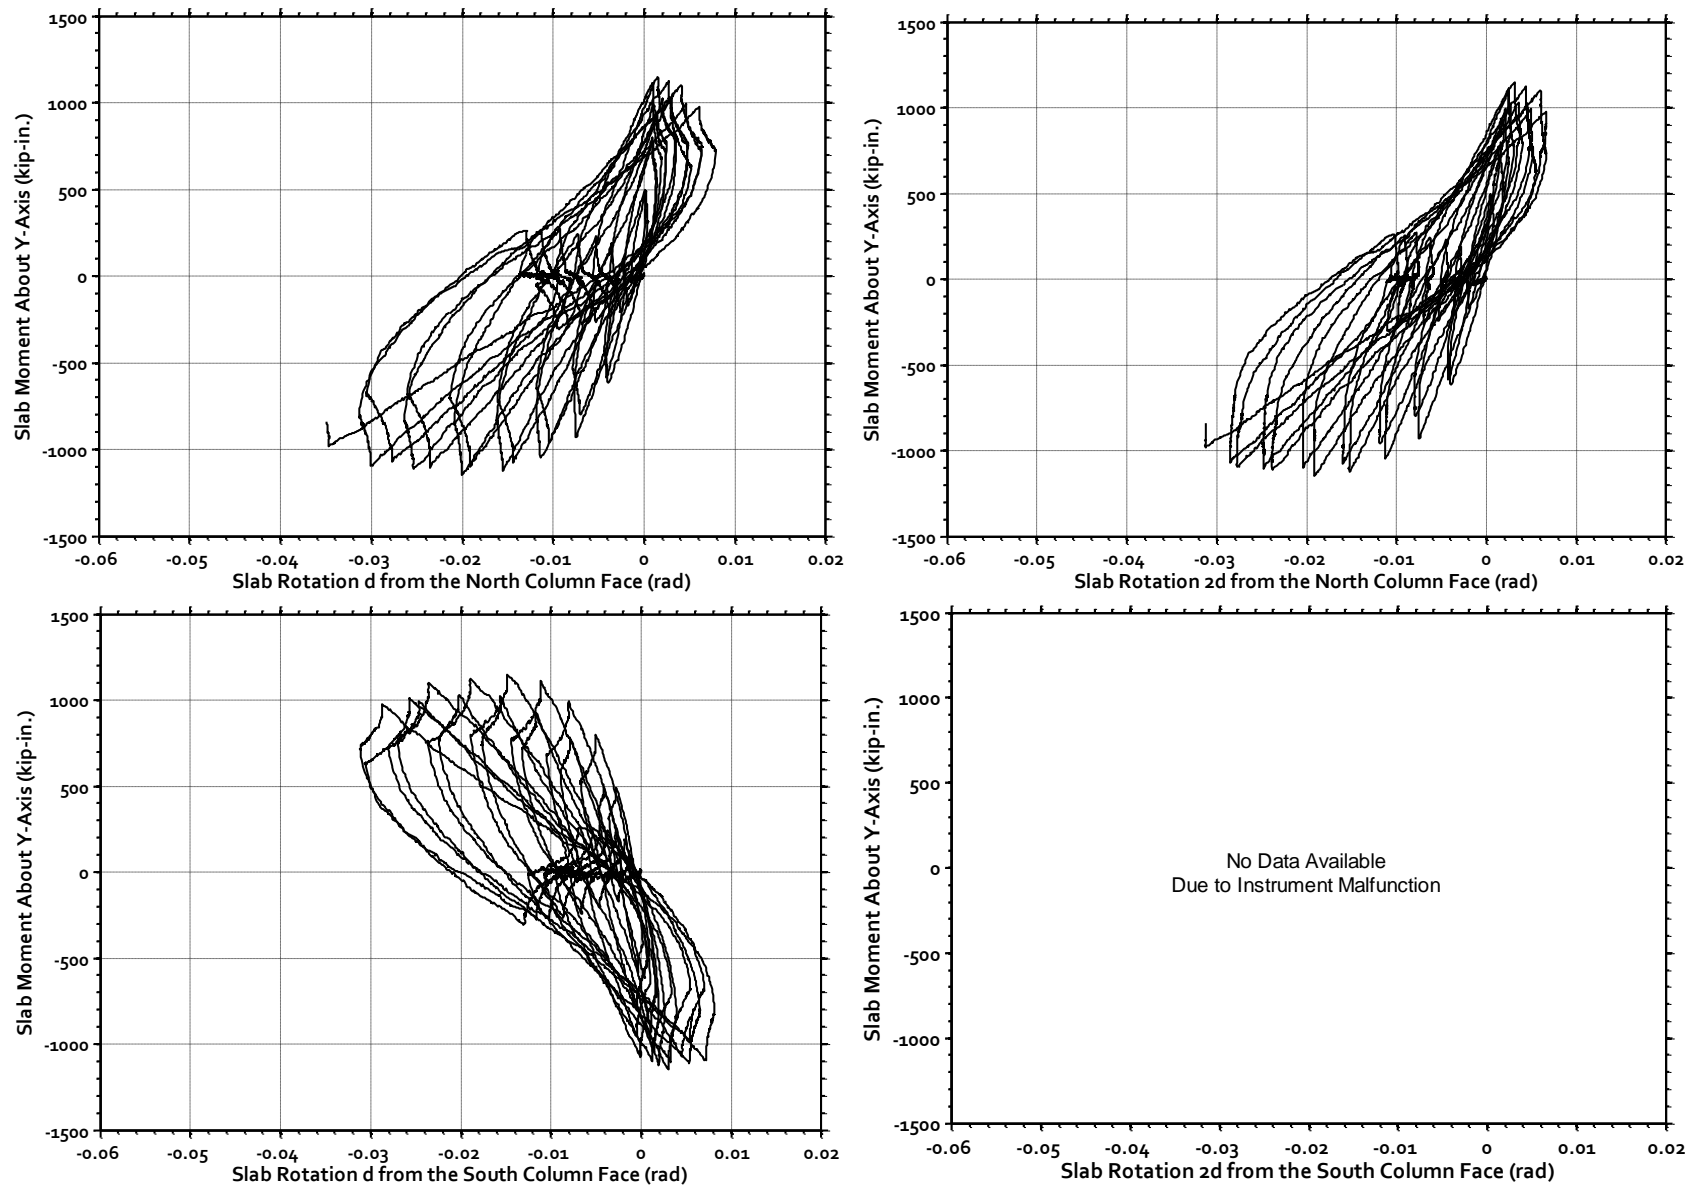 1500
1000
500
0
-500
-1000
-1500
Slab Moment About Y-Axis (kip-in.)
-0.06 -0.05 -0.04 -0.03 -0.02 -0.01 0 0.01 0.02
Slab Rotation d from the North Column Face (rad)
1500
1000
500
0
-500
-1000
-1500
Slab Moment About Y-Axis (kip-in.)
-0.06 -0.05 -0.04 -0.03 -0.02 -0.01 0 0.01 0.02
Slab Rotation 2d from the North Column Face (rad)
1500
1000
500
0
-500
-1000
-1500
Slab Moment About Y-Axis (kip-in.)
-0.06 -0.05 -0.04 -0.03 -0.02 -0.01 0 0.01 0.02
Slab Rotation d from the South Column Face (rad)
1500
1000
500
0
-500
-1000
-1500
Slab Moment About Y-Axis (kip-in.)
No Data Available
Due to Instrument Malfunction
-0.06 -0.05 -0.04 -0.03 -0.02 -0.01 0 0.01 0.02
Slab Rotation 2d from the South Column Face (rad)